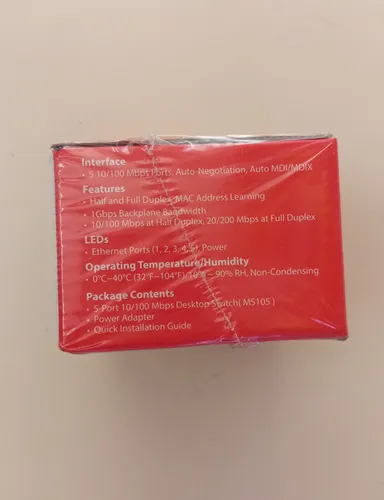 Interface
• 5 10/100 Mbps Ports, Auto-Negotiation, Auto MDI/MDIX
Features
• Half and Full Duplex, MAC Address Learning
• 1Gbps Backplane Bandwidth
• 10/100 Mbps at Half Duplex, 20/200 Mbps at Full Duplex
LEDs
• Ethernet Ports (1, 2, 3, 4, 5), Power
Operating Temperature/Humidity
• 0°C~40°C (32°F~104°F)/10%~90% RH, Non-Condensing
Package Contents
• 5-Port 10/100 Mbps Desktop Switch( MS105 )
• Power Adapter
• Quick Installation Guide